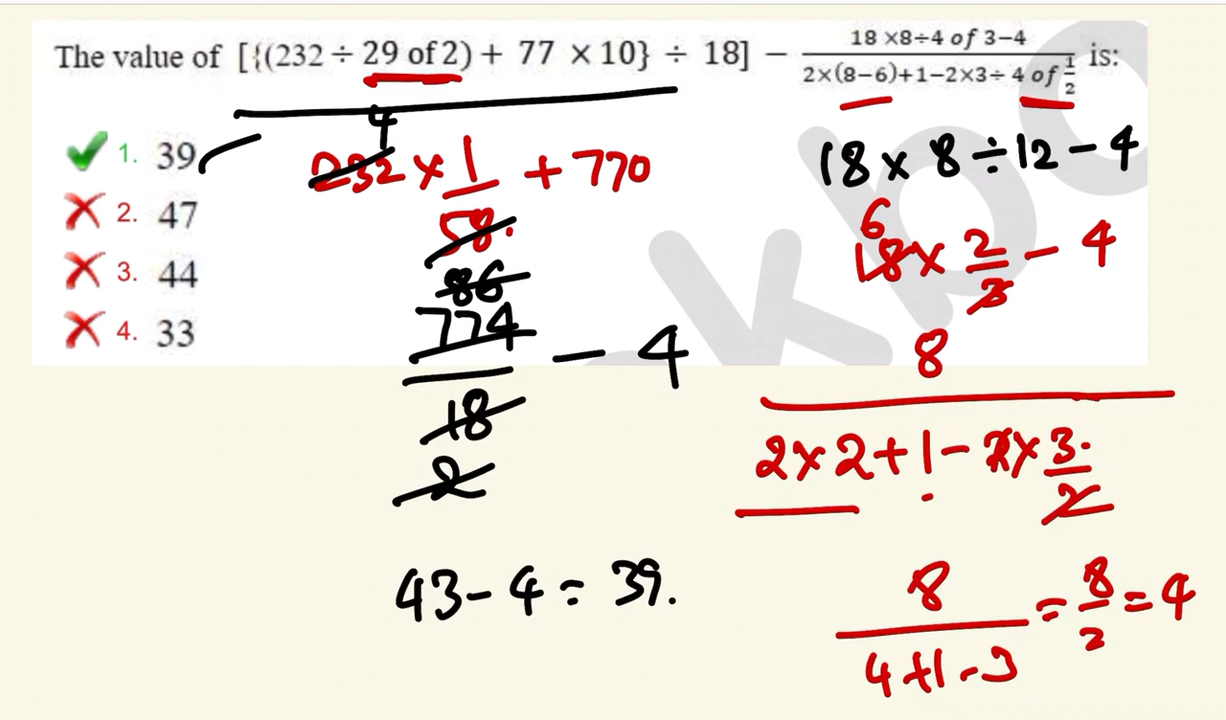 The value of [{(232 ÷ 29 of 2) + 77 × 10} ÷ 18] − (18 ×8÷4 of 3−4)/(2×(8−6)+1−2×3÷ 4 of 1/2) is:
1. 39
2. 47
3. 44
4. 33
4
232 × 1/58. + 770
86
774/18 − 4
2
43 − 4 = 39.
18 × 8 ÷ 12 − 4
6
18 × 2/3 − 4
8
2 × 2 + 1 − 2 × 3/2
8/(4+1-3) = 8/2 = 4